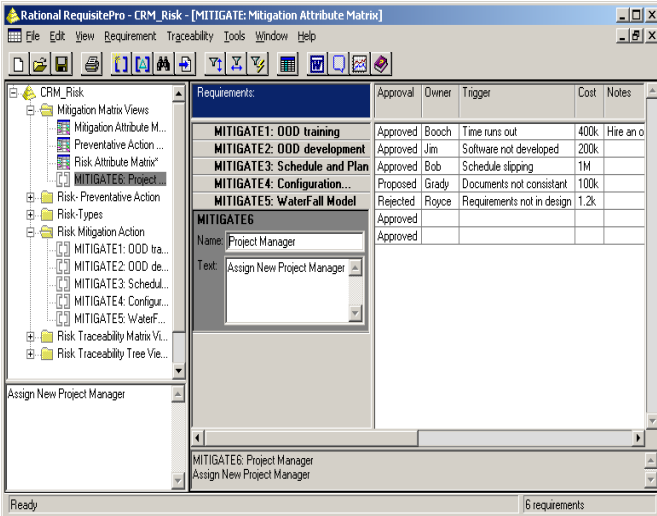 Rational RequisitePro - CRM_Risk - [MITIGATE: Mitigation Attribute Matrix]
File Edit View Requirement Traceability Tools Window Help
CRM_Risk
Mitigation Matrix Views
Mitigation Attribute M...
Preventative Action ...
Risk Attribute Matrix*
MITIGATE6: Project ...
Risk- Preventative Action
Risk-Types
Risk Mitigation Action
MITIGATE1: OOD tra...
MITIGATE2: OOD de...
MITIGATE3: Schedul...
MITIGATE4: Configur...
MITIGATE5: WaterF...
Risk Traceability Matrix Vi...
Risk Traceability Tree Vie...
Assign New Project Manager
Requirements: Approval Owner Trigger Cost Notes
MITIGATE1: OOD training Approved Booch Time runs out 400k Hire an o
MITIGATE2: OOD development Approved Jim Software not developed 200k
MITIGATE3: Schedule and Plan Approved Bob Schedule slipping 1M
MITIGATE4: Configuration... Proposed Grady Documents not consistant 100k
MITIGATE5: WaterFall Model Rejected Royce Requirements not in design 1.2k
MITIGATE6 Approved
Approved
Name: Project Manager
Text: Assign New Project Manager
MITIGATE6: Project Manager
Assign New Project Manager
Ready 6 requirements